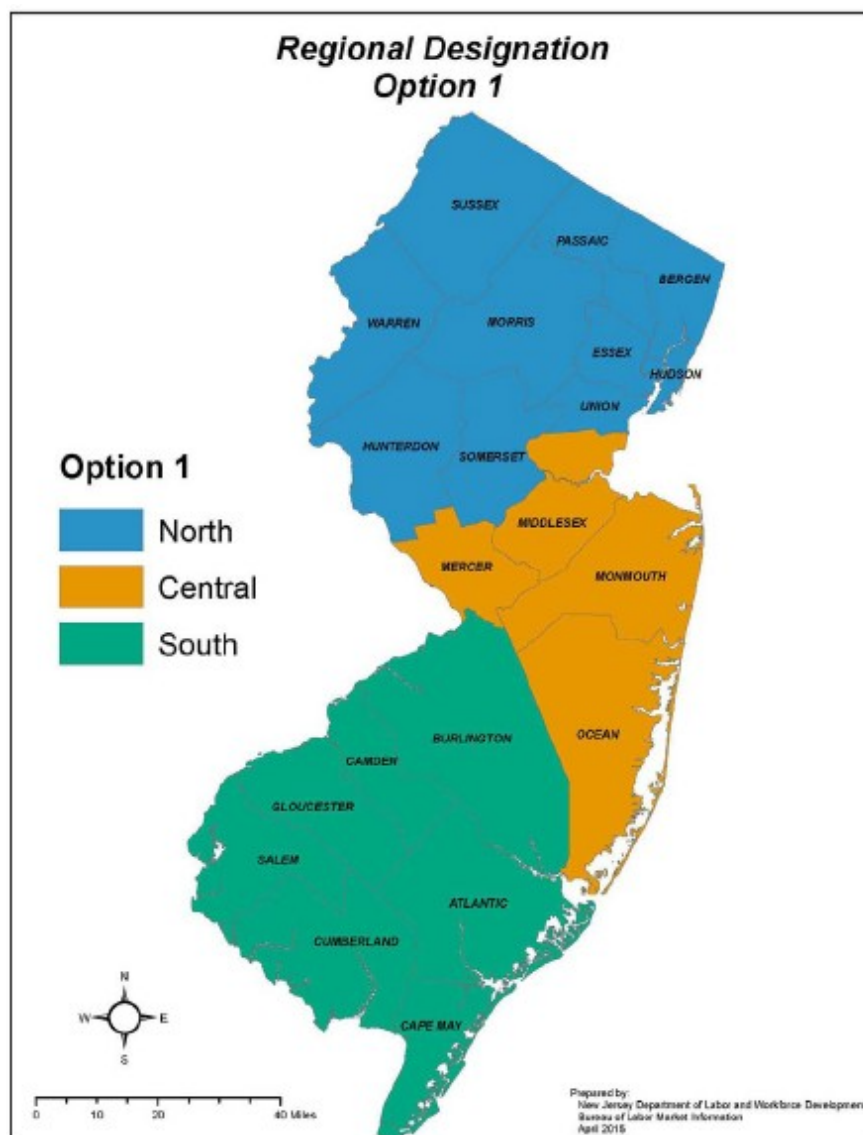 Regional Designation
Option 1
SUSSEX
PASSAIC
BERGEN
WARREN
MORRIS
ESSEX
HUDSON
UNION
HUNTERDON
SOMERSET
Option 1
North
Central
South
MIDDLESEX
MERCER
MONMOUTH
OCEAN
BURLINGTON
CAMDEN
GLOUCESTER
SALEM
ATLANTIC
CUMBERLAND
CAPE MAY
N
W E
S
0 10 20 40 Miles
Prepared by:
New Jersey Department of Labor and Workforce Development
Bureau of Labor Market Information
April 2015